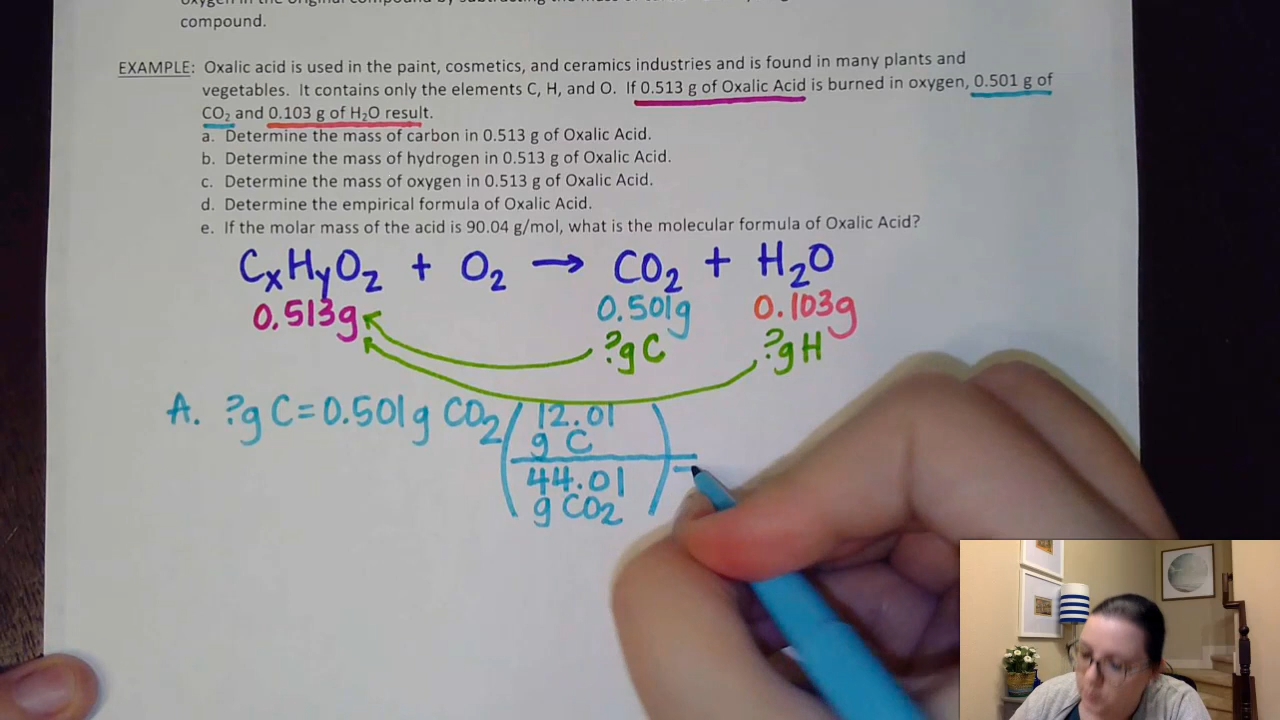 compound.
EXAMPLE: Oxalic acid is used in the paint, cosmetics, and ceramics industries and is found in many plants and
vegetables. It contains only the elements C, H, and O. If 0.513 g of Oxalic Acid is burned in oxygen, 0.501 g of
CO₂ and 0.103 g of H₂O result.
a. Determine the mass of carbon in 0.513 g of Oxalic Acid.
b. Determine the mass of hydrogen in 0.513 g of Oxalic Acid.
c. Determine the mass of oxygen in 0.513 g of Oxalic Acid.
d. Determine the empirical formula of Oxalic Acid.
e. If the molar mass of the acid is 90.04 g/mol, what is the molecular formula of Oxalic Acid?
CxHyOz + O₂ → CO₂ + H₂O
0.513g 0.501g 0.103g
?g C ?g H
A. ?g C = 0.501g CO₂ ( 12.01
g C
44.01
g CO₂ ) =